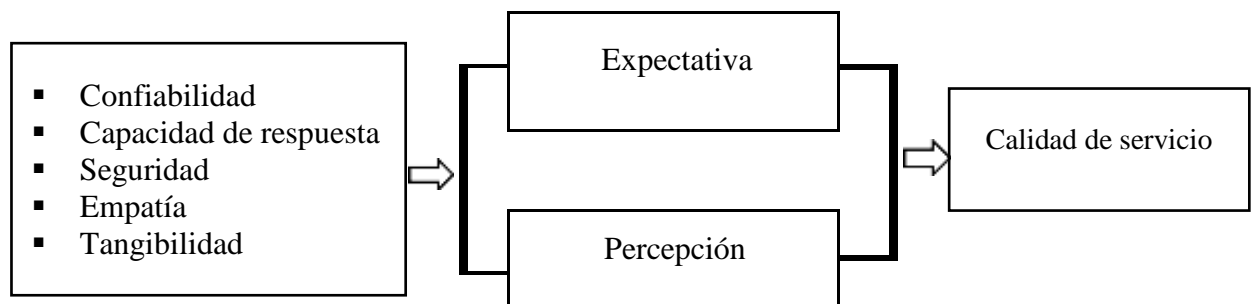 ▪ Confiabilidad
▪ Capacidad de respuesta
▪ Seguridad
▪ Empatía
▪ Tangibilidad
Expectativa
Percepción
Calidad de servicio